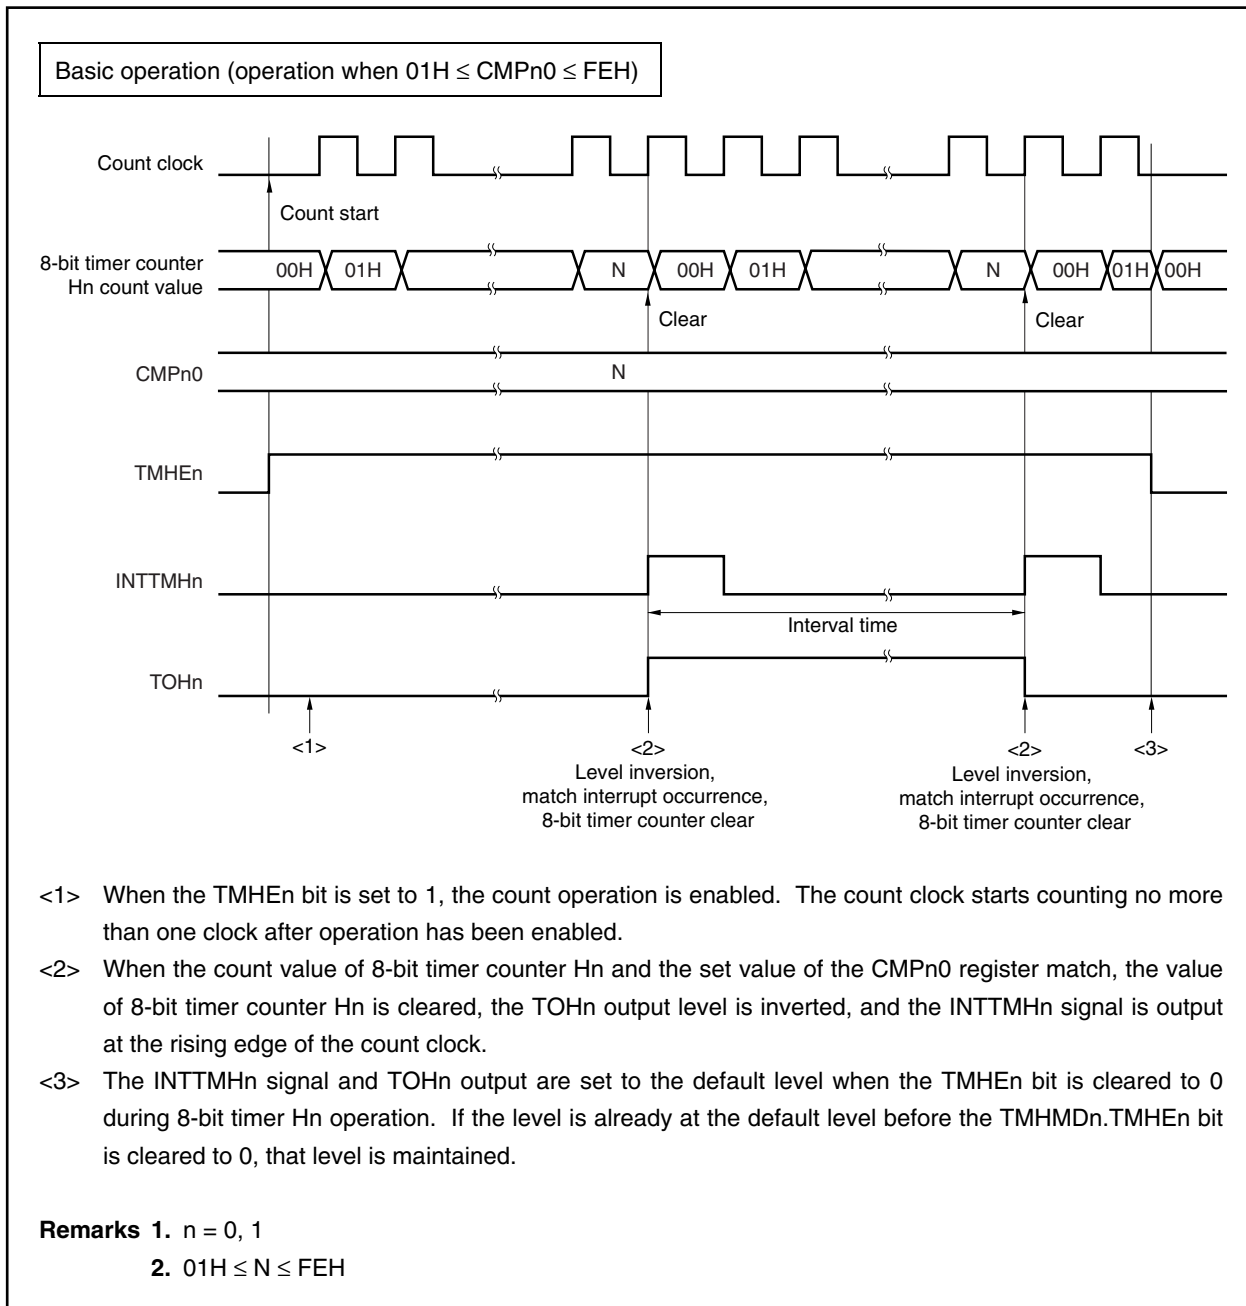 Basic operation (operation when 01H ≤ CMPn0 ≤ FEH)
Count clock
Count start
8-bit timer counter
Hn count value
00H 01H N 00H 01H N 00H 01H 00H
Clear Clear
CMPn0 N
TMHEn
INTTMHn
Interval time
TOHn
<1> <2> <2> <3>
Level inversion,
match interrupt occurrence,
8-bit timer counter clear
Level inversion,
match interrupt occurrence,
8-bit timer counter clear
<1> When the TMHEn bit is set to 1, the count operation is enabled. The count clock starts counting no more
than one clock after operation has been enabled.
<2> When the count value of 8-bit timer counter Hn and the set value of the CMPn0 register match, the value
of 8-bit timer counter Hn is cleared, the TOHn output level is inverted, and the INTTMHn signal is output
at the rising edge of the count clock.
<3> The INTTMHn signal and TOHn output are set to the default level when the TMHEn bit is cleared to 0
during 8-bit timer Hn operation. If the level is already at the default level before the TMHMDn.TMHEn bit
is cleared to 0, that level is maintained.
Remarks 1. n = 0, 1
2. 01H ≤ N ≤ FEH